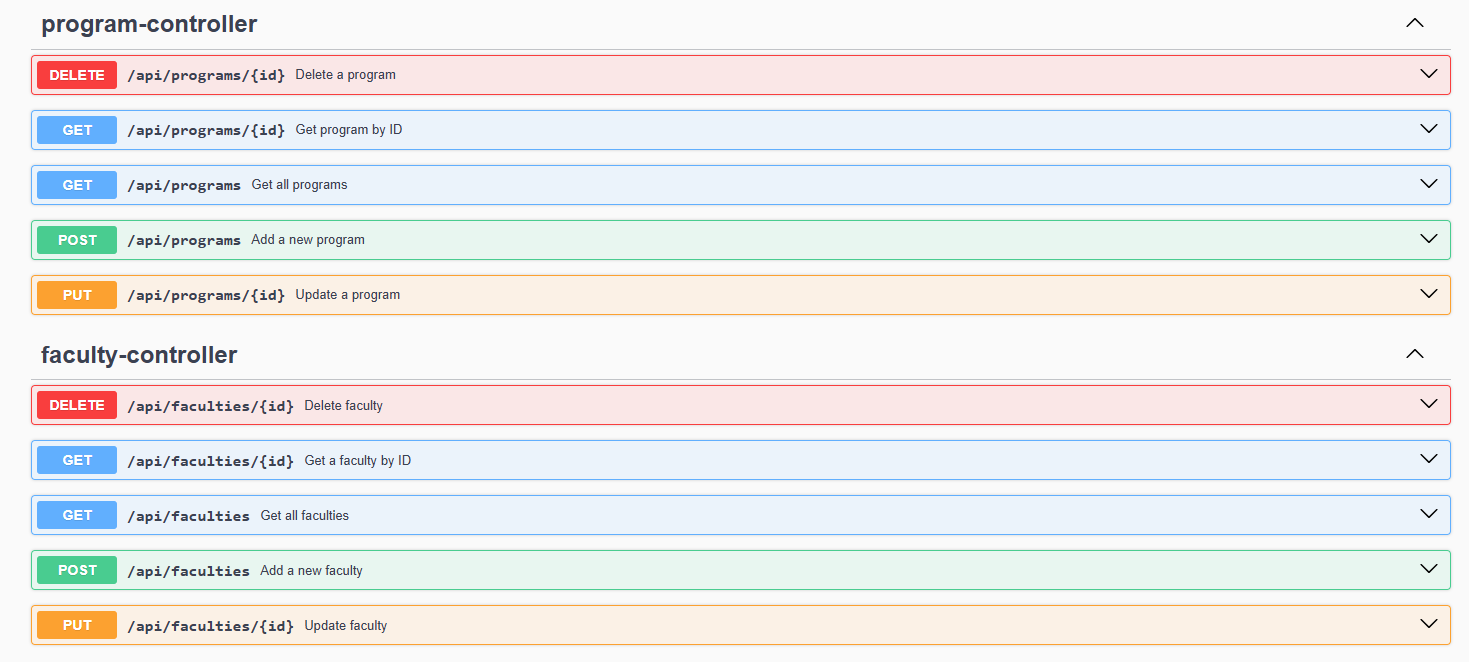 program-controller
DELETE /api/programs/{id} Delete a program
GET /api/programs/{id} Get program by ID
GET /api/programs Get all programs
POST /api/programs Add a new program
PUT /api/programs/{id} Update a program
faculty-controller
DELETE /api/faculties/{id} Delete faculty
GET /api/faculties/{id} Get a faculty by ID
GET /api/faculties Get all faculties
POST /api/faculties Add a new faculty
PUT /api/faculties/{id} Update faculty